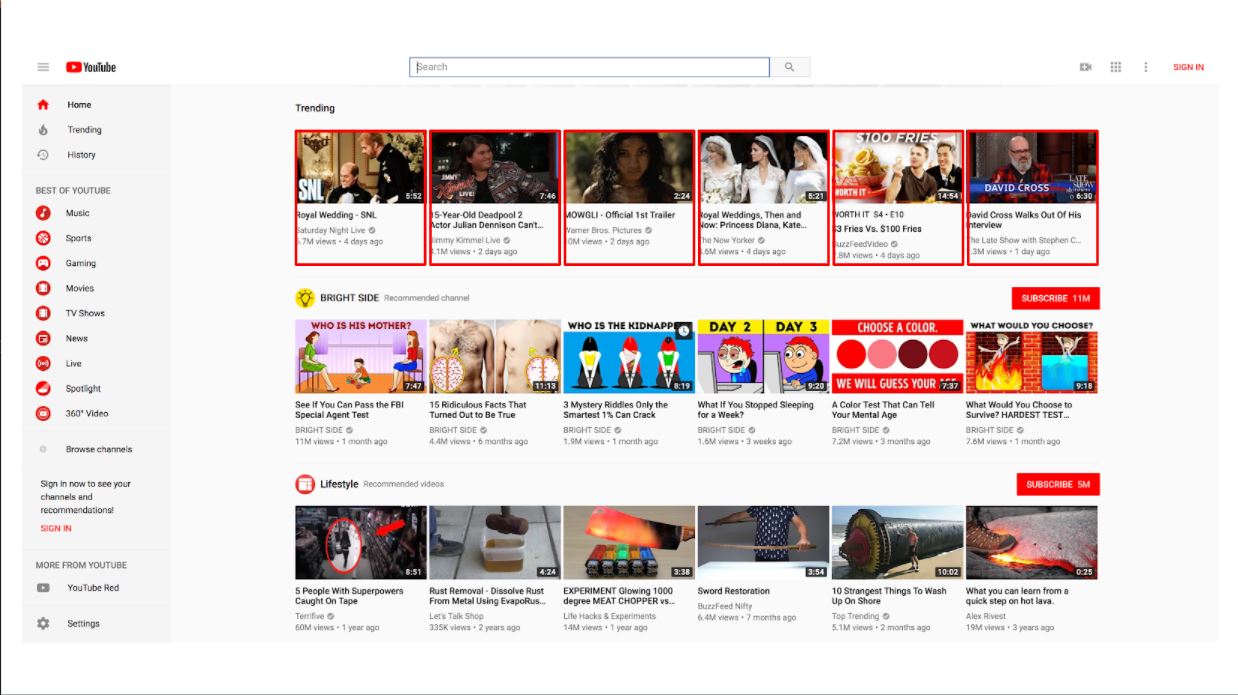 YouTube
Search
SIGN IN
Home
Trending
History
BEST OF YOUTUBE
Music
Sports
Gaming
Movies
TV Shows
News
Live
Spotlight
360° Video
Browse channels
Sign in now to see your
channels and
recommendations!
SIGN IN
MORE FROM YOUTUBE
YouTube Red
Settings
Trending
SNL
5:52
Royal Wedding - SNL
Saturday Night Live
.7M views • 4 days ago
JIMMY
Kimmel
LIVE!
7:46
15-Year-Old Deadpool 2
Actor Julian Dennison Can't...
Jimmy Kimmel Live
.1M views • 2 days ago
2:24
MOWGLI - Official 1st Trailer
Warner Bros. Pictures
0M views • 2 days ago
5:21
Royal Weddings, Then and
Now: Princess Diana, Kate...
The New Yorker
.6M views • 4 days ago
$100 FRIES
WORTH IT
14:54
WORTH IT S4 • E10
$3 Fries Vs. $100 Fries
BuzzFeedVideo
.8M views • 4 days ago
DAVID CROSS
LATE
SHOW
6:30
David Cross Walks Out Of His
Interview
The Late Show with Stephen C...
.3M views • 1 day ago
BRIGHT SIDE Recommended channel
SUBSCRIBE 11M
WHO IS HIS MOTHER?
7:47
See If You Can Pass the FBI
Special Agent Test
BRIGHT SIDE
11M views • 1 month ago
11:13
15 Ridiculous Facts That
Turned Out to Be True
BRIGHT SIDE
4.4M views • 6 months ago
WHO IS THE KIDNAPPE
8:19
3 Mystery Riddles Only the
Smartest 1% Can Crack
BRIGHT SIDE
1.9M views • 1 month ago
DAY 2 DAY 3
9:20
What If You Stopped Sleeping
for a Week?
BRIGHT SIDE
1.6M views • 3 weeks ago
CHOOSE A COLOR.
WE WILL GUESS YOUR
7:37
A Color Test That Can Tell
Your Mental Age
BRIGHT SIDE
7.2M views • 3 months ago
WHAT WOULD YOU CHOOSE?
9:18
What Would You Choose to
Survive? HARDEST TEST...
BRIGHT SIDE
7.6M views • 1 month ago
Lifestyle Recommended videos
SUBSCRIBE 5M
8:51
5 People With Superpowers
Caught On Tape
Terrifive
60M views • 1 year ago
4:24
Rust Removal - Dissolve Rust
From Metal Using EvapoRus...
Let's Talk Shop
335K views • 2 years ago
3:38
EXPERIMENT Glowing 1000
degree MEAT CHOPPER vs...
Life Hacks & Experiments
14M views • 1 year ago
3:54
Sword Restoration
BuzzFeed Nifty
6.4M views • 7 months ago
10:02
10 Strangest Things To Wash
Up On Shore
Top Trending
5.1M views • 2 months ago
0:25
What you can learn from a
quick step on hot lava.
Alex Rivest
19M views • 3 years ago